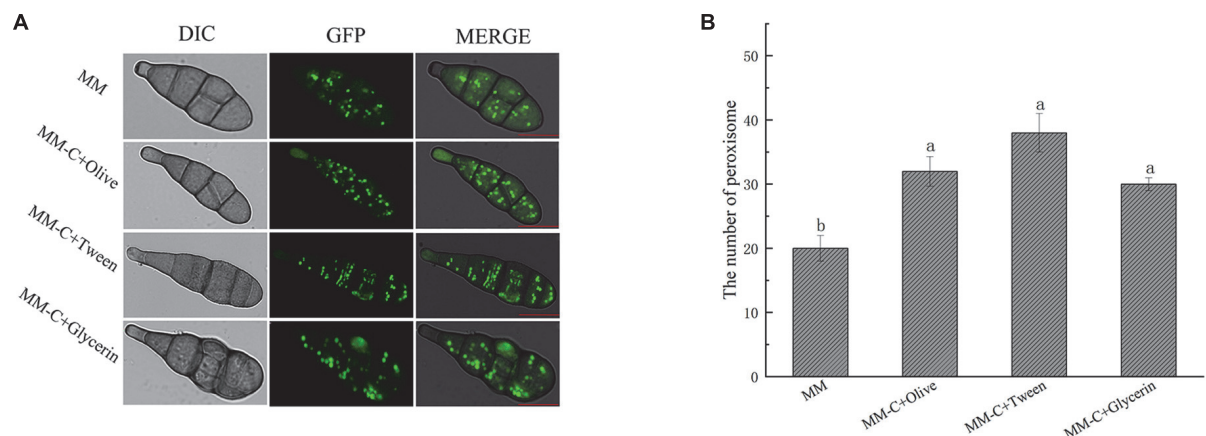 A
DIC
GFP
MERGE
MM
MM-C+Olive
MM-C+Tween
MM-C+Glycerin
B
The number of peroxisome
50
40
30
20
10
0
b
a
a
a
MM
MM-C+Olive
MM-C+Tween
MM-C+Glycerin